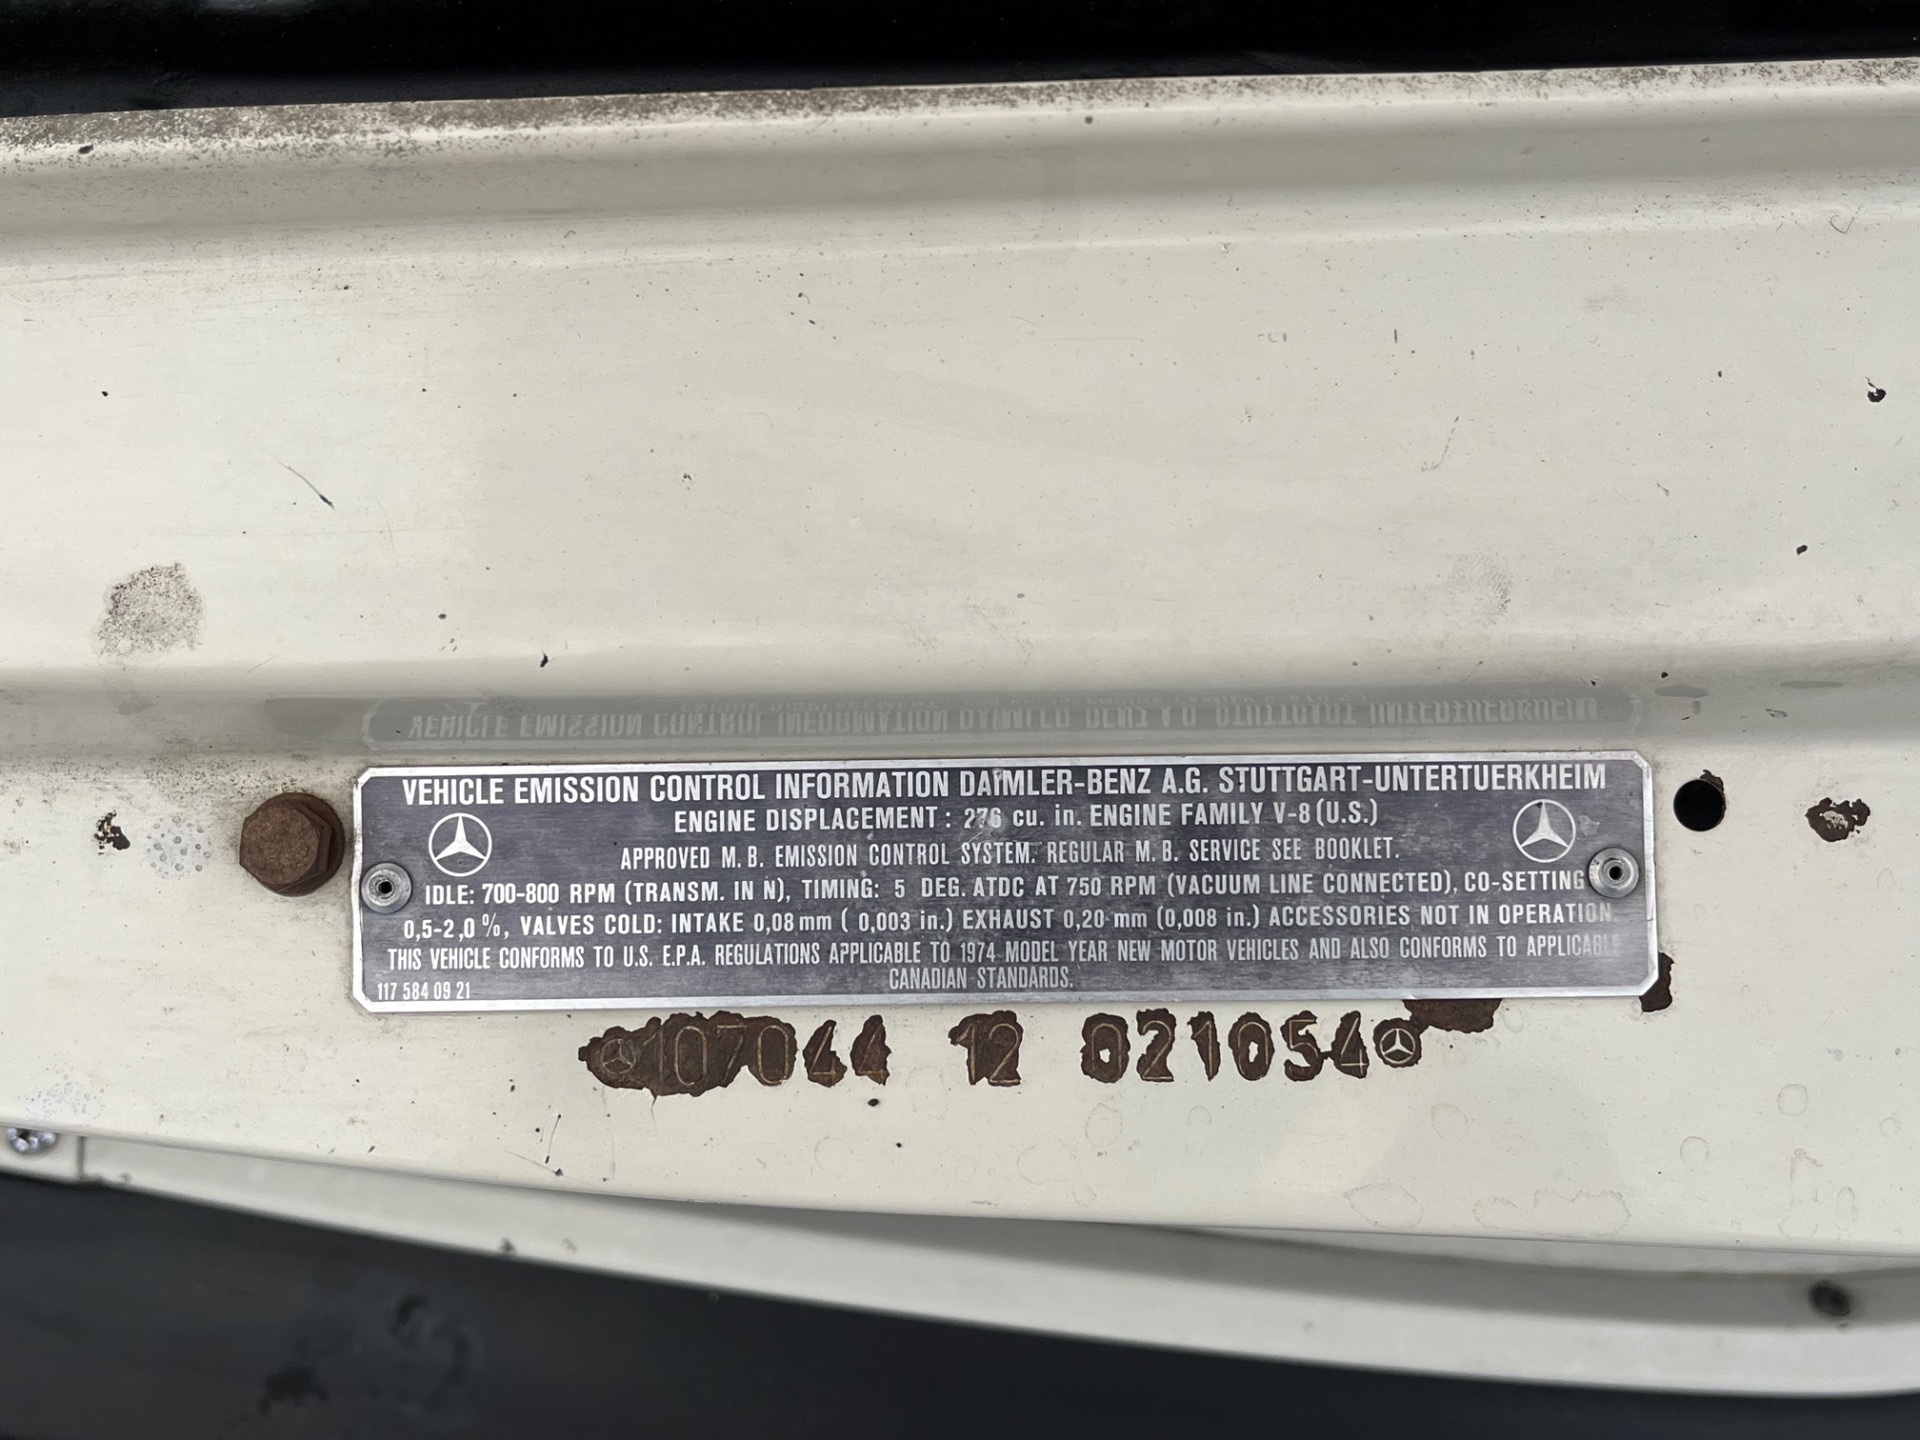 VEHICLE EMISSION CONTROL INFORMATION DAIMLER-BENZ A.G. STUTTGART-UNTERTUERKHEIM
ENGINE DISPLACEMENT : 276 cu. in. ENGINE FAMILY V-8 (U.S.)
APPROVED M. B. EMISSION CONTROL SYSTEM. REGULAR M. B. SERVICE SEE BOOKLET.
IDLE: 700-800 RPM (TRANSM. IN N), TIMING: 5 DEG. ATDC AT 750 RPM (VACUUM LINE CONNECTED), CO-SETTING
0,5-2,0 %, VALVES COLD: INTAKE 0,08 mm ( 0,003 in.) EXHAUST 0,20 mm (0,008 in.) ACCESSORIES NOT IN OPERATION.
THIS VEHICLE CONFORMS TO U.S. E.P.A. REGULATIONS APPLICABLE TO 1974 MODEL YEAR NEW MOTOR VEHICLES AND ALSO CONFORMS TO APPLICABLE
CANADIAN STANDARDS.
117 584 09 21
107044 12 021054